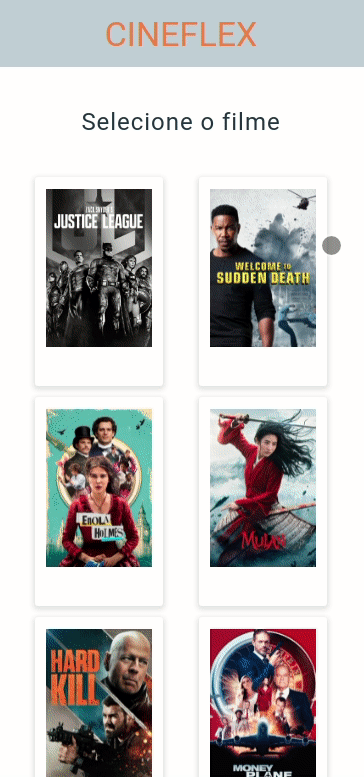 CINEFLEX
Selecione o filme
ZACK SNYDER'S
JUSTICE LEAGUE
WELCOME TO
SUDDEN DEATH
ENOLA
HOLMES
MULAN
HARD
KILL
MONEY
PLANE